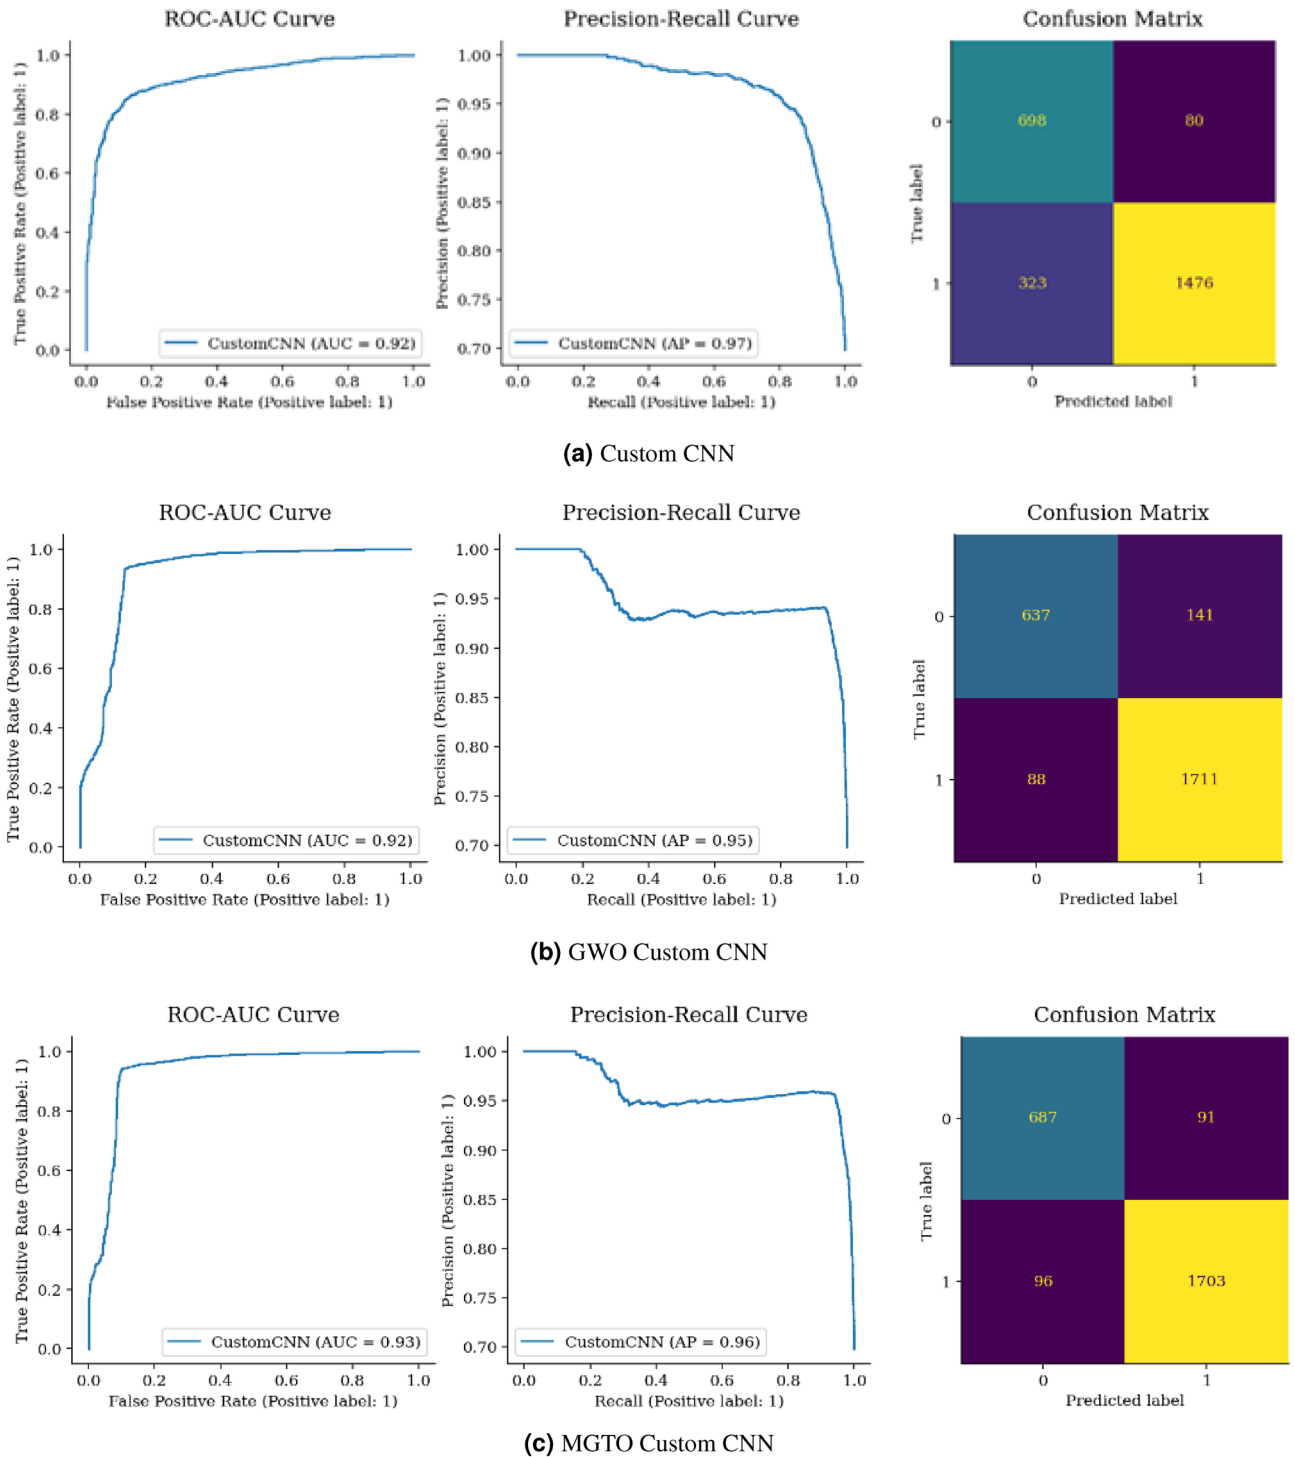 ROC-AUC Curve
True Positive Rate (Positive label: 1)
1.0
0.8
0.6
0.4
0.2
0.0
CustomCNN (AUC = 0.92)
0.0 0.2 0.4 0.6 0.8 1.0
False Positive Rate (Positive label: 1)
Precision-Recall Curve
Precision (Positive label: 1)
1.00
0.95
0.90
0.85
0.80
0.75
0.70
CustomCNN (AP = 0.97)
0.0 0.2 0.4 0.6 0.8 1.0
Recall (Positive label: 1)
Confusion Matrix
True label
0
698 80
1
323 1476
0 1
Predicted label
(a) Custom CNN
ROC-AUC Curve
True Positive Rate (Positive label: 1)
1.0
0.8
0.6
0.4
0.2
0.0
CustomCNN (AUC = 0.92)
0.0 0.2 0.4 0.6 0.8 1.0
False Positive Rate (Positive label: 1)
Precision-Recall Curve
Precision (Positive label: 1)
1.00
0.95
0.90
0.85
0.80
0.75
0.70
CustomCNN (AP = 0.95)
0.0 0.2 0.4 0.6 0.8 1.0
Recall (Positive label: 1)
Confusion Matrix
True label
0
637 141
1
88 1711
0 1
Predicted label
(b) GWO Custom CNN
ROC-AUC Curve
True Positive Rate (Positive label: 1)
1.0
0.8
0.6
0.4
0.2
0.0
CustomCNN (AUC = 0.93)
0.0 0.2 0.4 0.6 0.8 1.0
False Positive Rate (Positive label: 1)
Precision-Recall Curve
Precision (Positive label: 1)
1.00
0.95
0.90
0.85
0.80
0.75
0.70
CustomCNN (AP = 0.96)
0.0 0.2 0.4 0.6 0.8 1.0
Recall (Positive label: 1)
Confusion Matrix
True label
0
687 91
1
96 1703
0 1
Predicted label
(c) MGTO Custom CNN